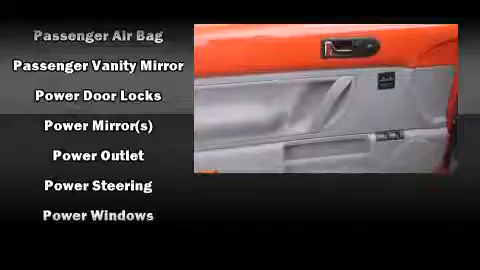 Passenger Air Bag
Passenger Vanity Mirror
Power Door Locks
Power Mirror(s)
Power Outlet
Power Steering
Power Windows